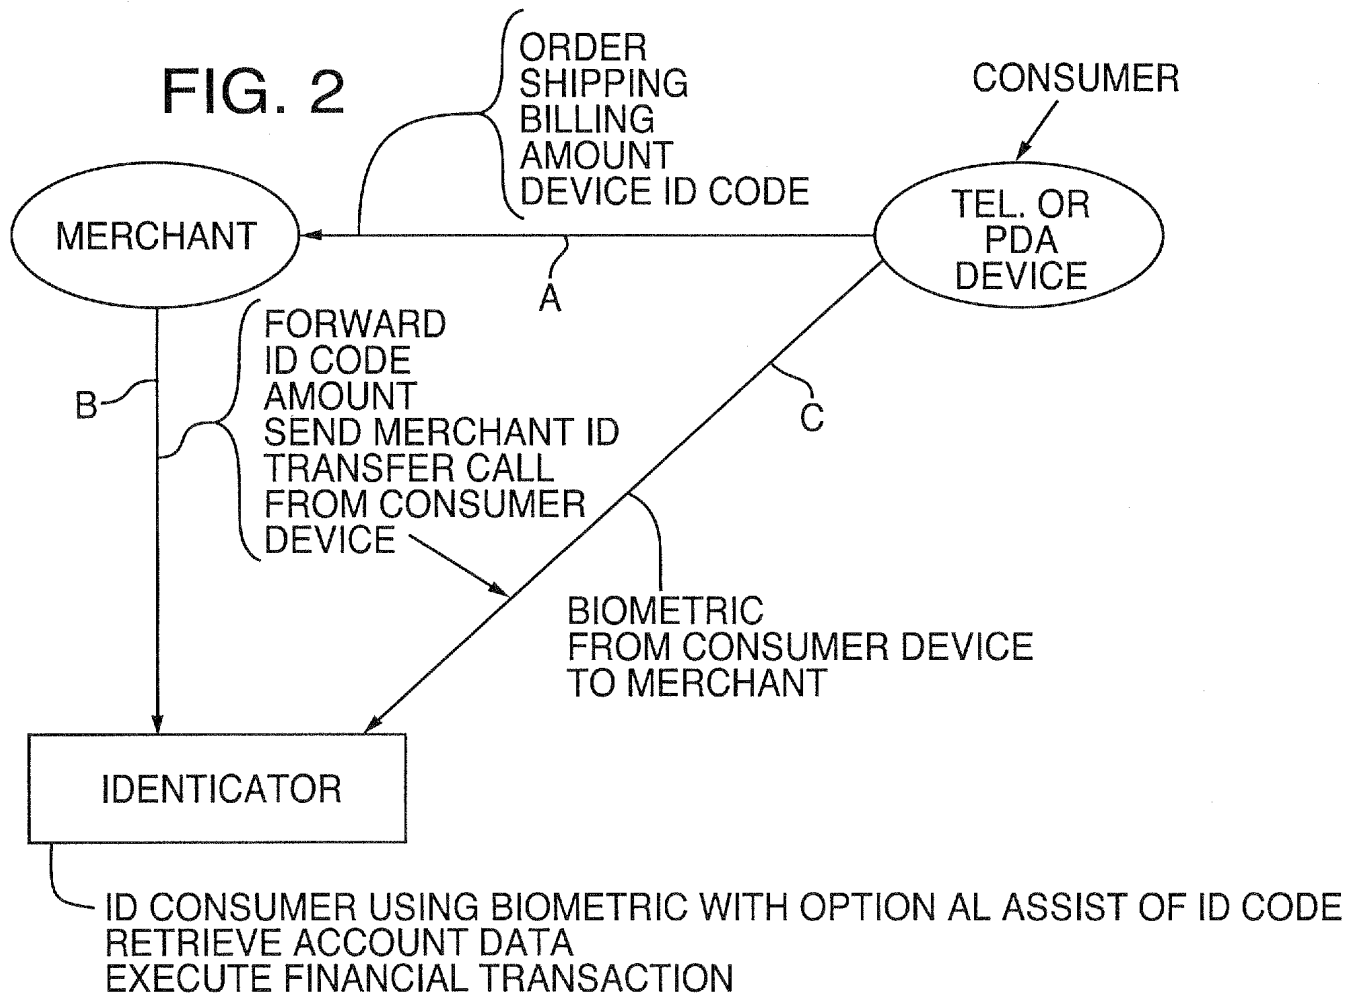 FIG. 2
ORDER
SHIPPING
BILLING
AMOUNT
DEVICE ID CODE
CONSUMER
MERCHANT
TEL. OR
PDA
DEVICE
A
B
FORWARD
ID CODE
AMOUNT
SEND MERCHANT ID
TRANSFER CALL
FROM CONSUMER
DEVICE
C
BIOMETRIC
FROM CONSUMER DEVICE
TO MERCHANT
IDENTICATOR
ID CONSUMER USING BIOMETRIC WITH OPTION AL ASSIST OF ID CODE
RETRIEVE ACCOUNT DATA
EXECUTE FINANCIAL TRANSACTION